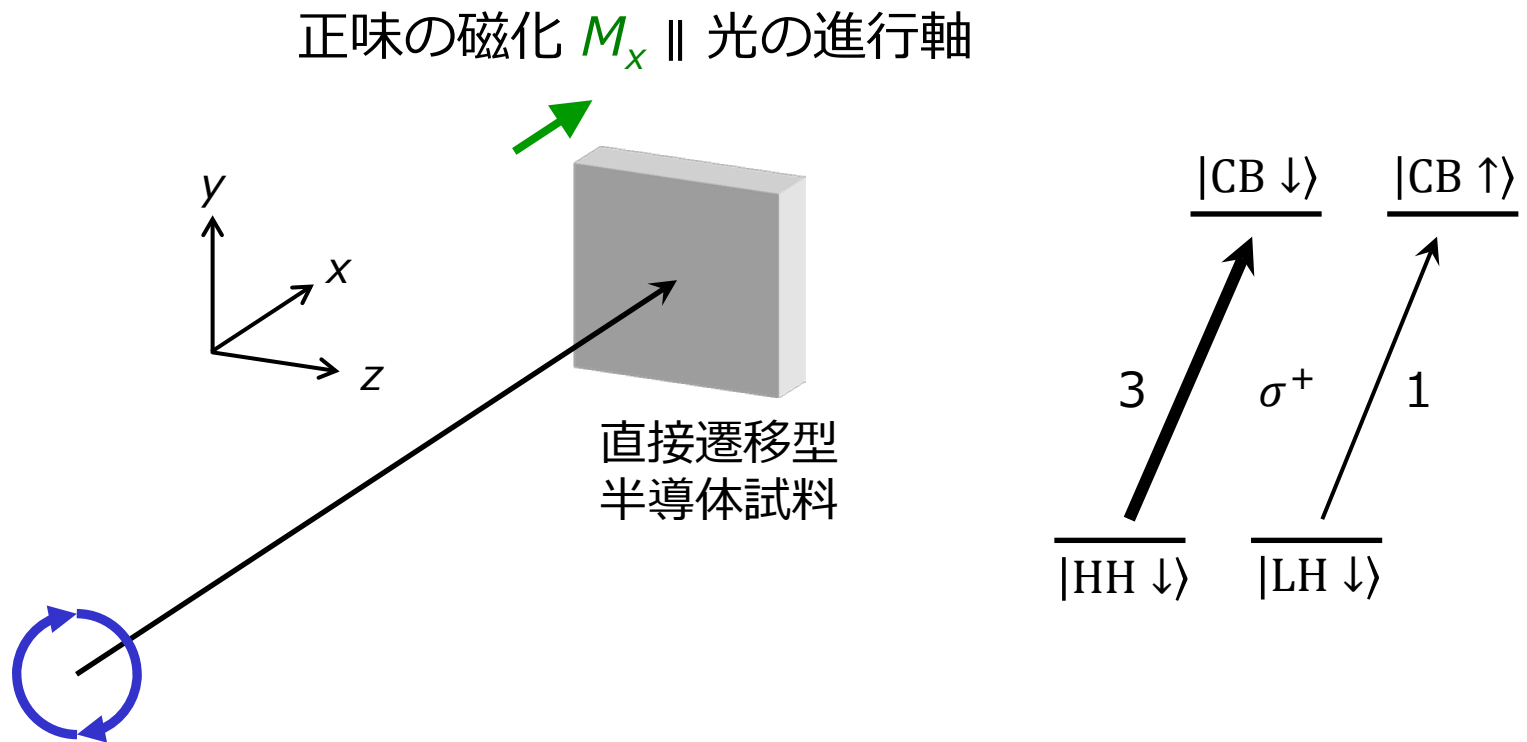 正味の磁化 Mx ∥ 光の進行軸
y
x
z
直接遷移型
半導体試料
|CB ↓⟩ |CB ↑⟩
3 σ+ 1
|HH ↓⟩ |LH ↓⟩